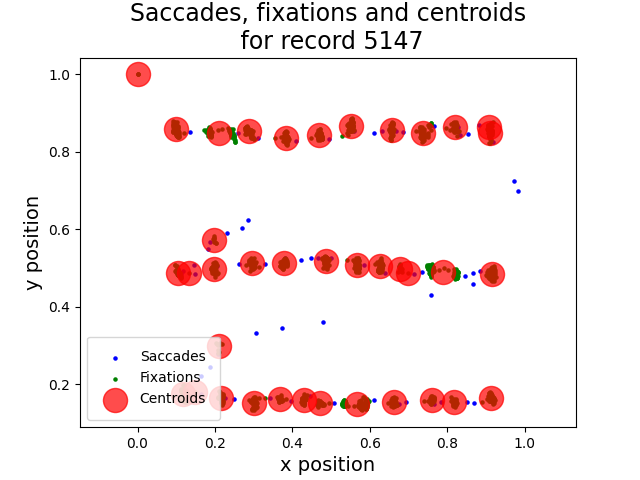 Saccades, fixations and centroids
for record 5147
y position
1.0
0.8
0.6
0.4
0.2
Saccades
Fixations
Centroids
0.0
0.2
0.4
0.6
0.8
1.0
x position